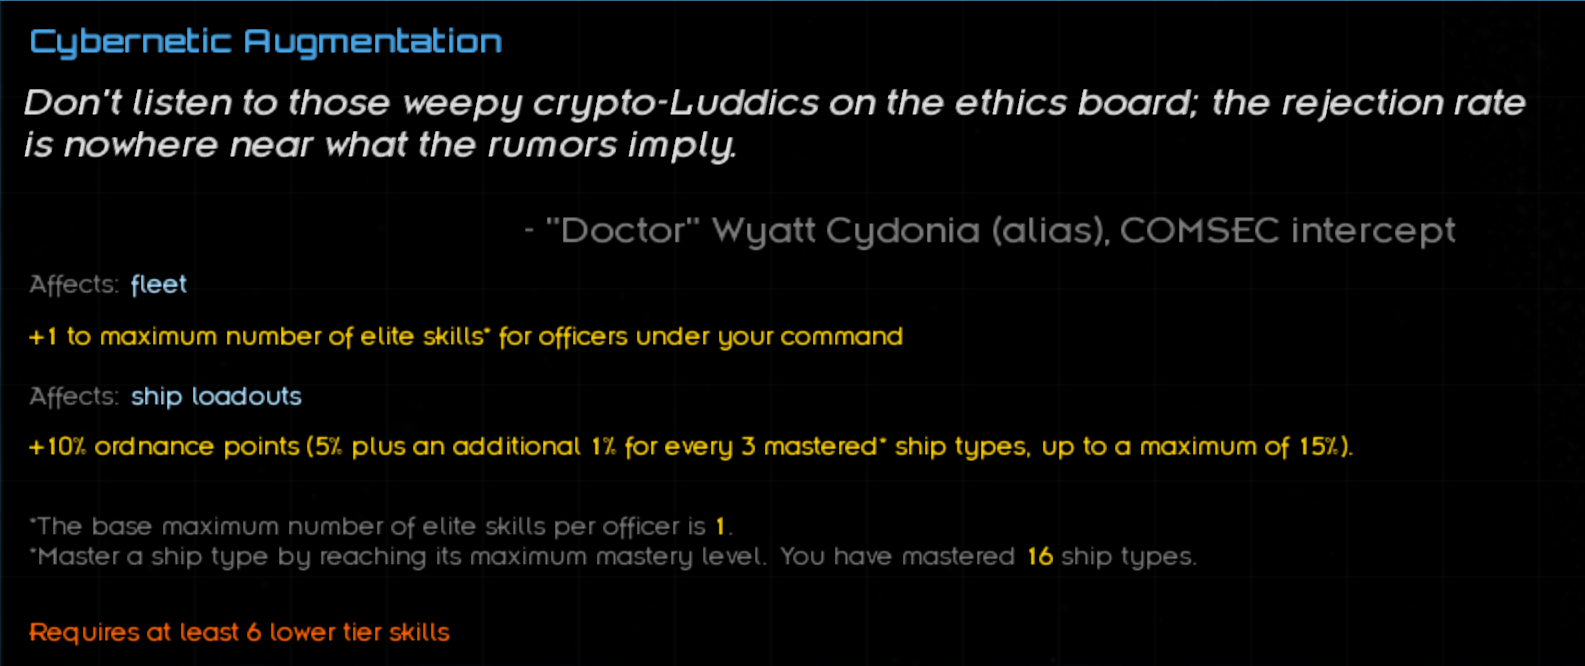 Cybernetic Augmentation
Don't listen to those weepy crypto-Luddics on the ethics board; the rejection rate
is nowhere near what the rumors imply.
- "Doctor" Wyatt Cydonia (alias), COMSEC intercept
Affects: fleet
+1 to maximum number of elite skills* for officers under your command
Affects: ship loadouts
+10% ordnance points (5% plus an additional 1% for every 3 mastered* ship types, up to a maximum of 15%).
*The base maximum number of elite skills per officer is 1.
*Master a ship type by reaching its maximum mastery level. You have mastered 16 ship types.
Requires at least 6 lower tier skills